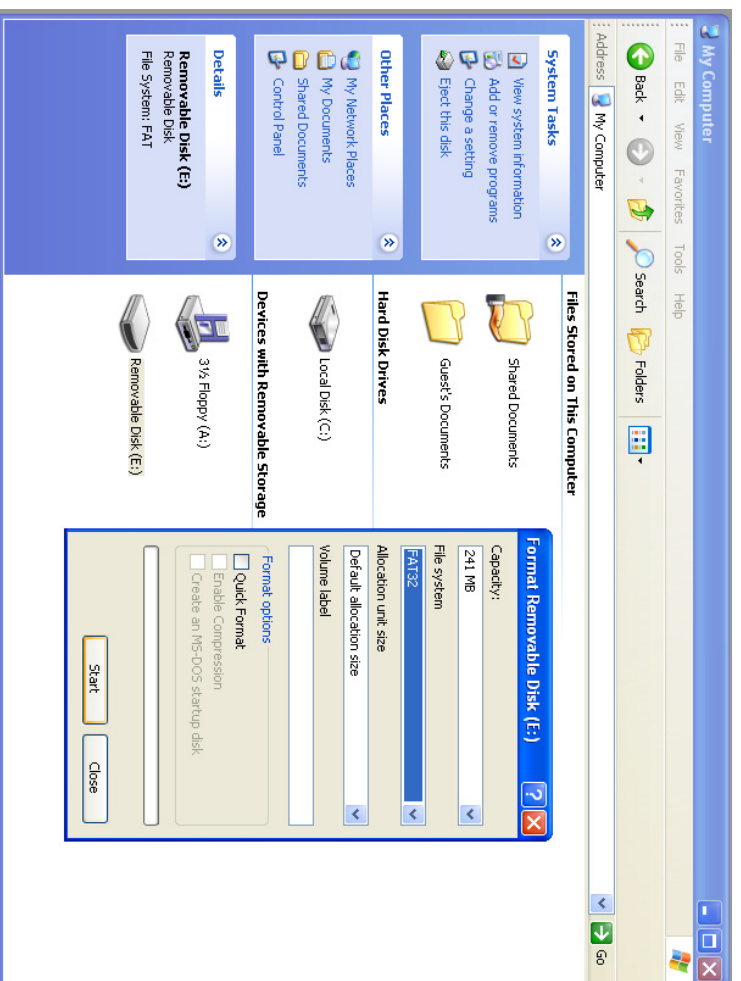 My Computer
File Edit View Favorites Tools Help
Back Search Folders
Address My Computer Go
System Tasks
View system information
Add or remove programs
Change a setting
Eject this disk
Other Places
My Network Places
My Documents
Shared Documents
Control Panel
Details
Removable Disk (E:)
Removable Disk
File System: FAT
Files Stored on This Computer
Shared Documents
Guest's Documents
Hard Disk Drives
Local Disk (C:)
Devices with Removable Storage
3½ Floppy (A:)
Removable Disk (E:)
Format Removable Disk (E:)
Capacity:
241 MB
File system
FAT32
Allocation unit size
Default allocation size
Volume label
Format options
Quick Format
Enable Compression
Create an MS-DOS startup disk
Start Close